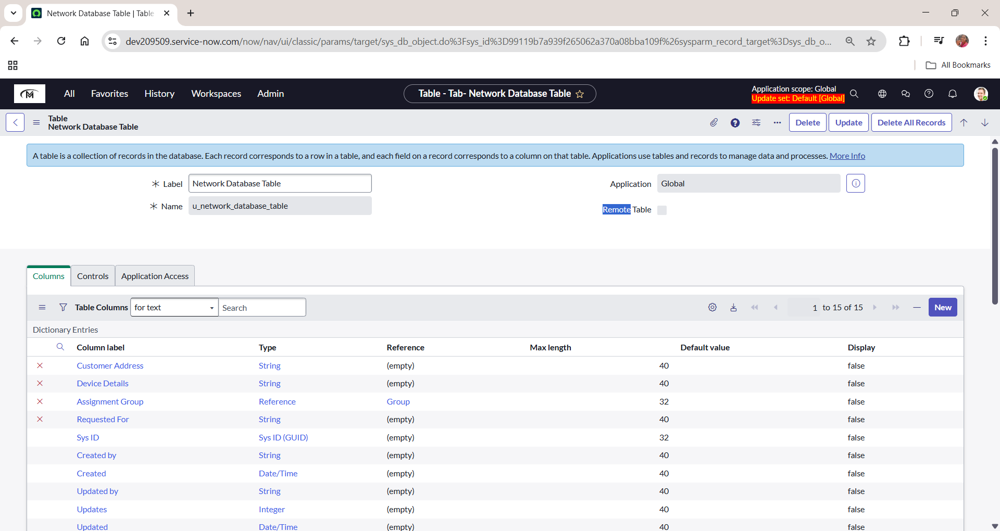 Network Database Table | Table
dev209509.service-now.com/now/nav/ui/classic/params/target/sys_db_object.do%3Fsys_id%3D99119b7a939f265062a370a08bba109f%26sysparm_record_target%3Dsys_db_o...
All Bookmarks
M All Favorites History Workspaces Admin
Table - Tab- Network Database Table
Application scope: Global
Update set: Default [Global]
Table
Network Database Table
Delete Update Delete All Records
A table is a collection of records in the database. Each record corresponds to a row in a table, and each field on a record corresponds to a column on that table. Applications use tables and records to manage data and processes. More Info
Label Network Database Table Application Global
Name u_network_database_table Remote Table
Columns Controls Application Access
Table Columns for text Search 1 to 15 of 15 New
Dictionary Entries
Column label Type Reference Max length Default value Display
Customer Address String (empty) 40 false
Device Details String (empty) 40 false
Assignment Group Reference Group 32 false
Requested For String (empty) 40 false
Sys ID Sys ID (GUID) (empty) 32 false
Created by String (empty) 40 false
Created Date/Time (empty) 40 false
Updated by String (empty) 40 false
Updates Integer (empty) 40 false
Updated Date/Time (empty) 40 false